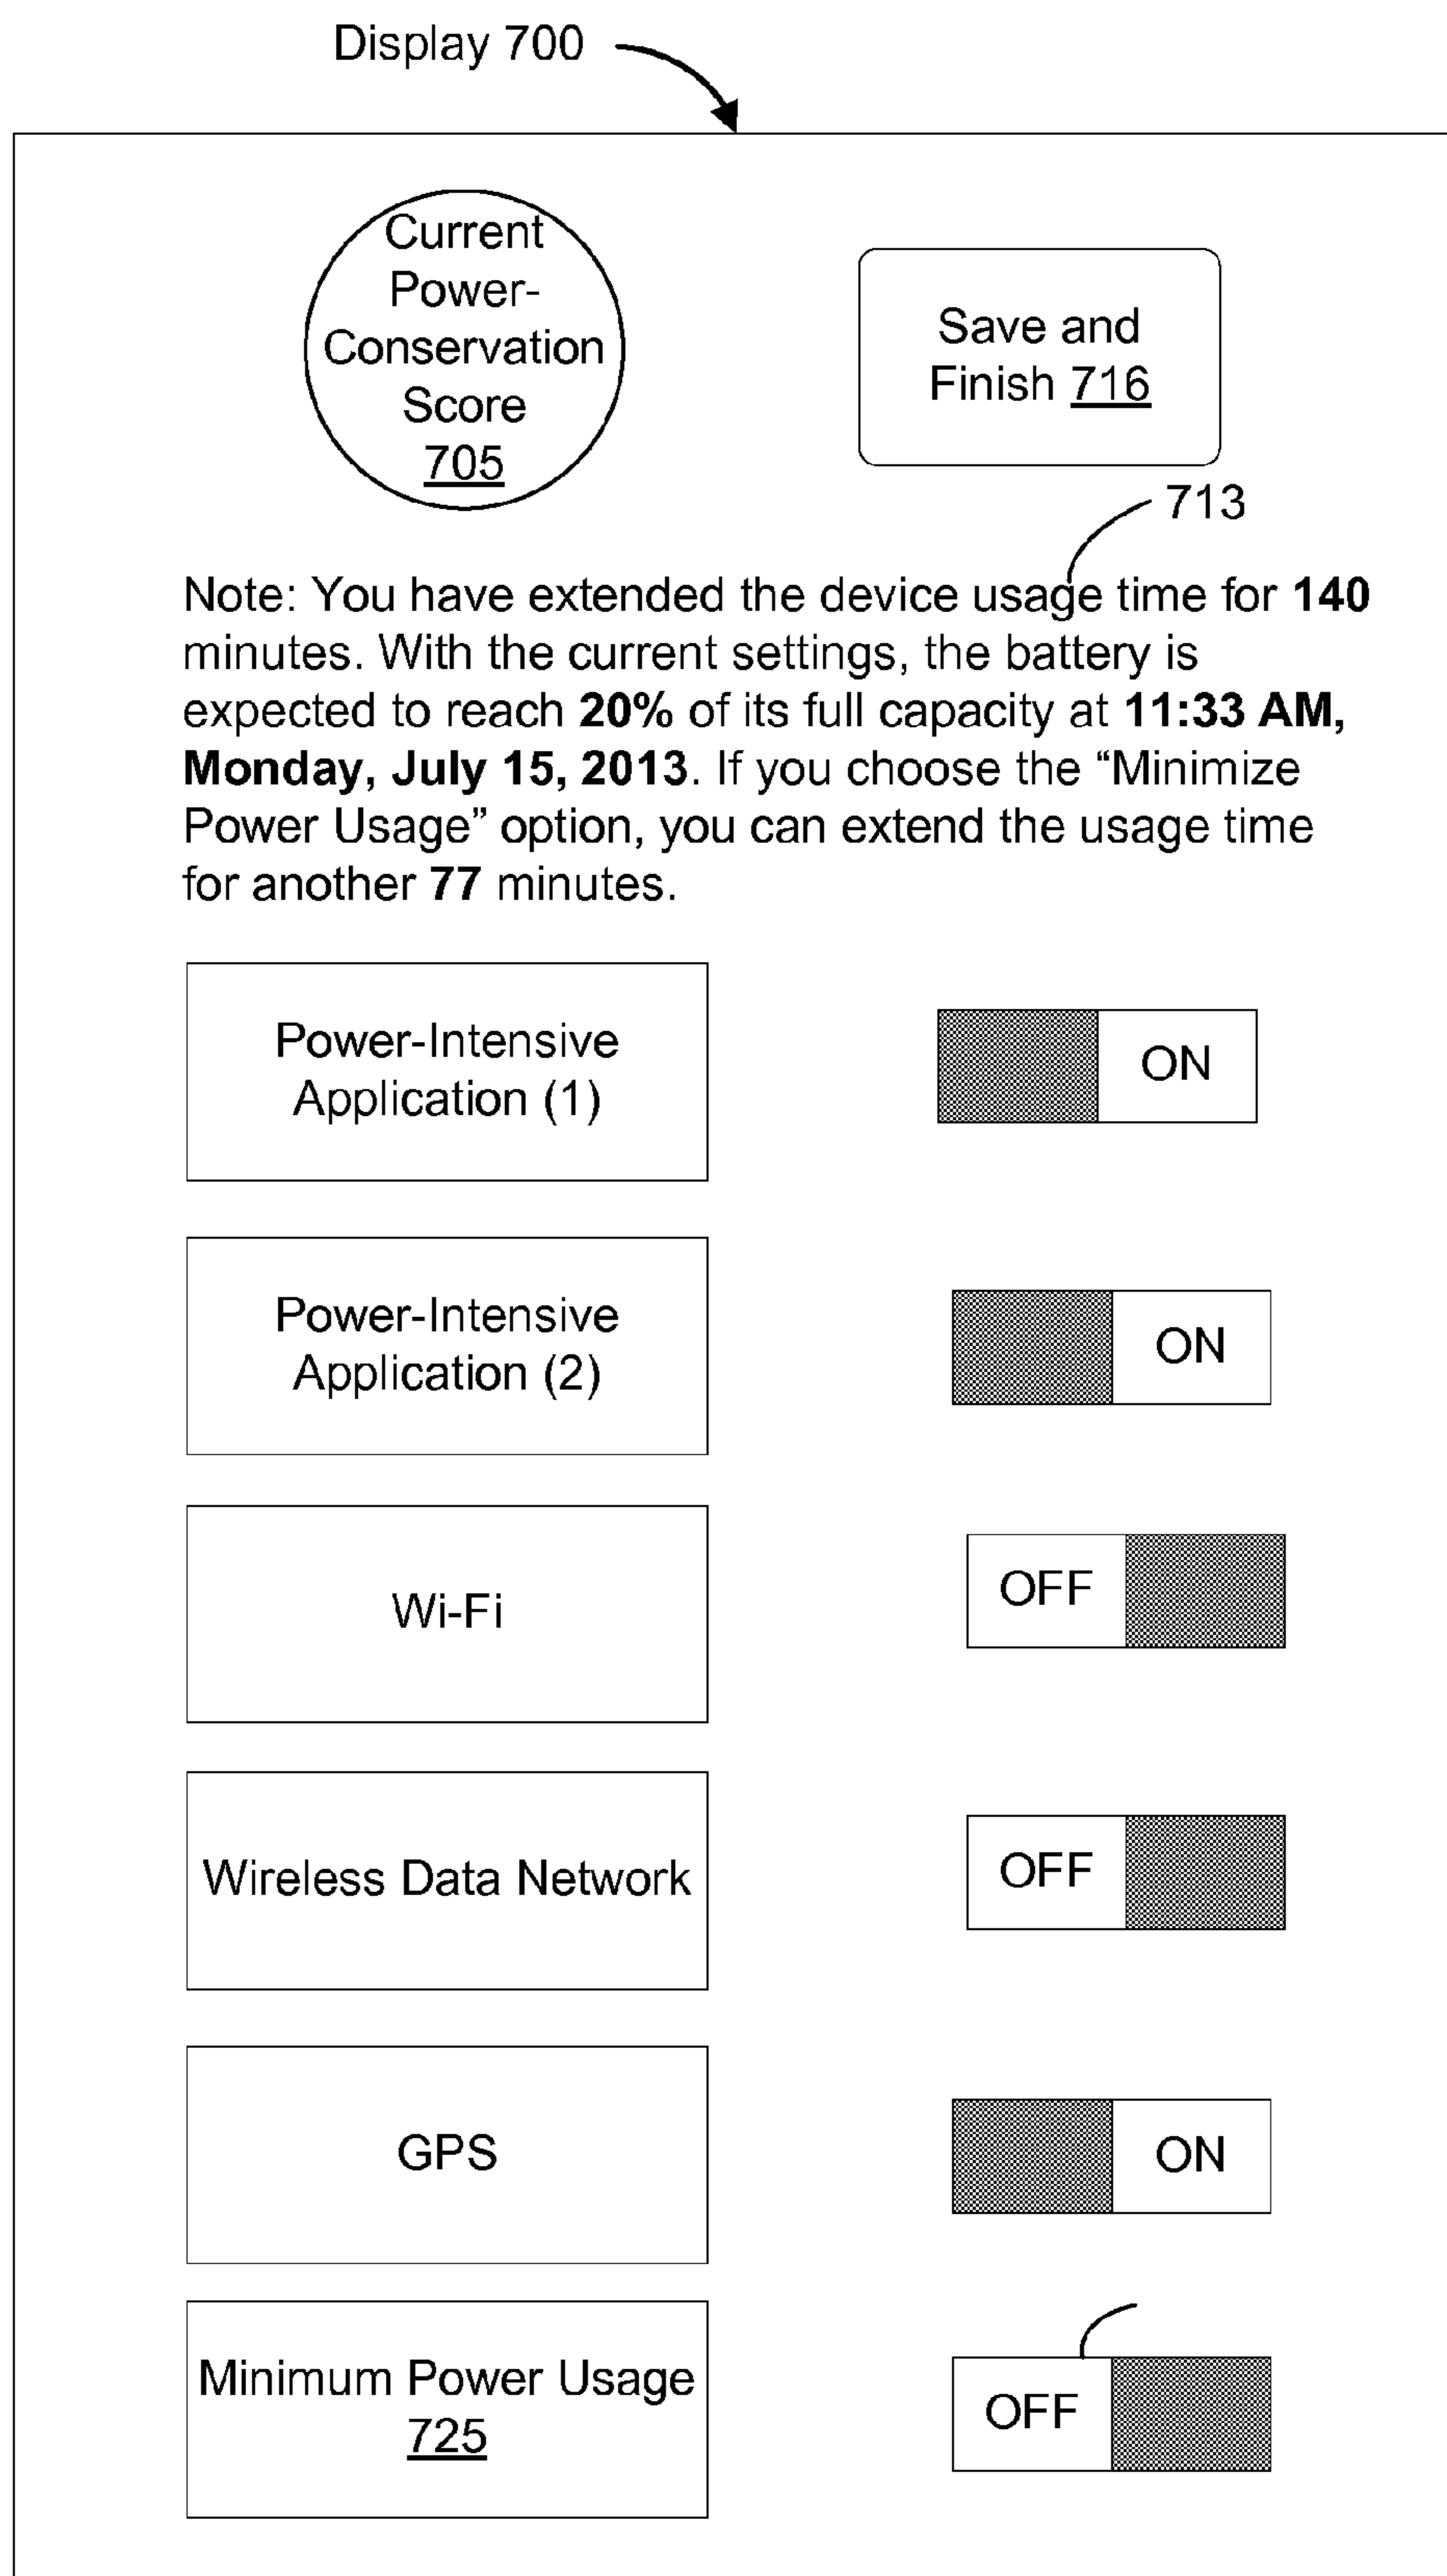 Display 700
Current
Power-
Conservation
Score
705
Save and
Finish 716
713
Note: You have extended the device usage time for 140
minutes. With the current settings, the battery is
expected to reach 20% of its full capacity at 11:33 AM,
Monday, July 15, 2013. If you choose the “Minimize
Power Usage” option, you can extend the usage time
for another 77 minutes.
Power-Intensive
Application (1)
ON
Power-Intensive
Application (2)
ON
Wi-Fi
OFF
Wireless Data Network
OFF
GPS
ON
Minimum Power Usage
725
OFF